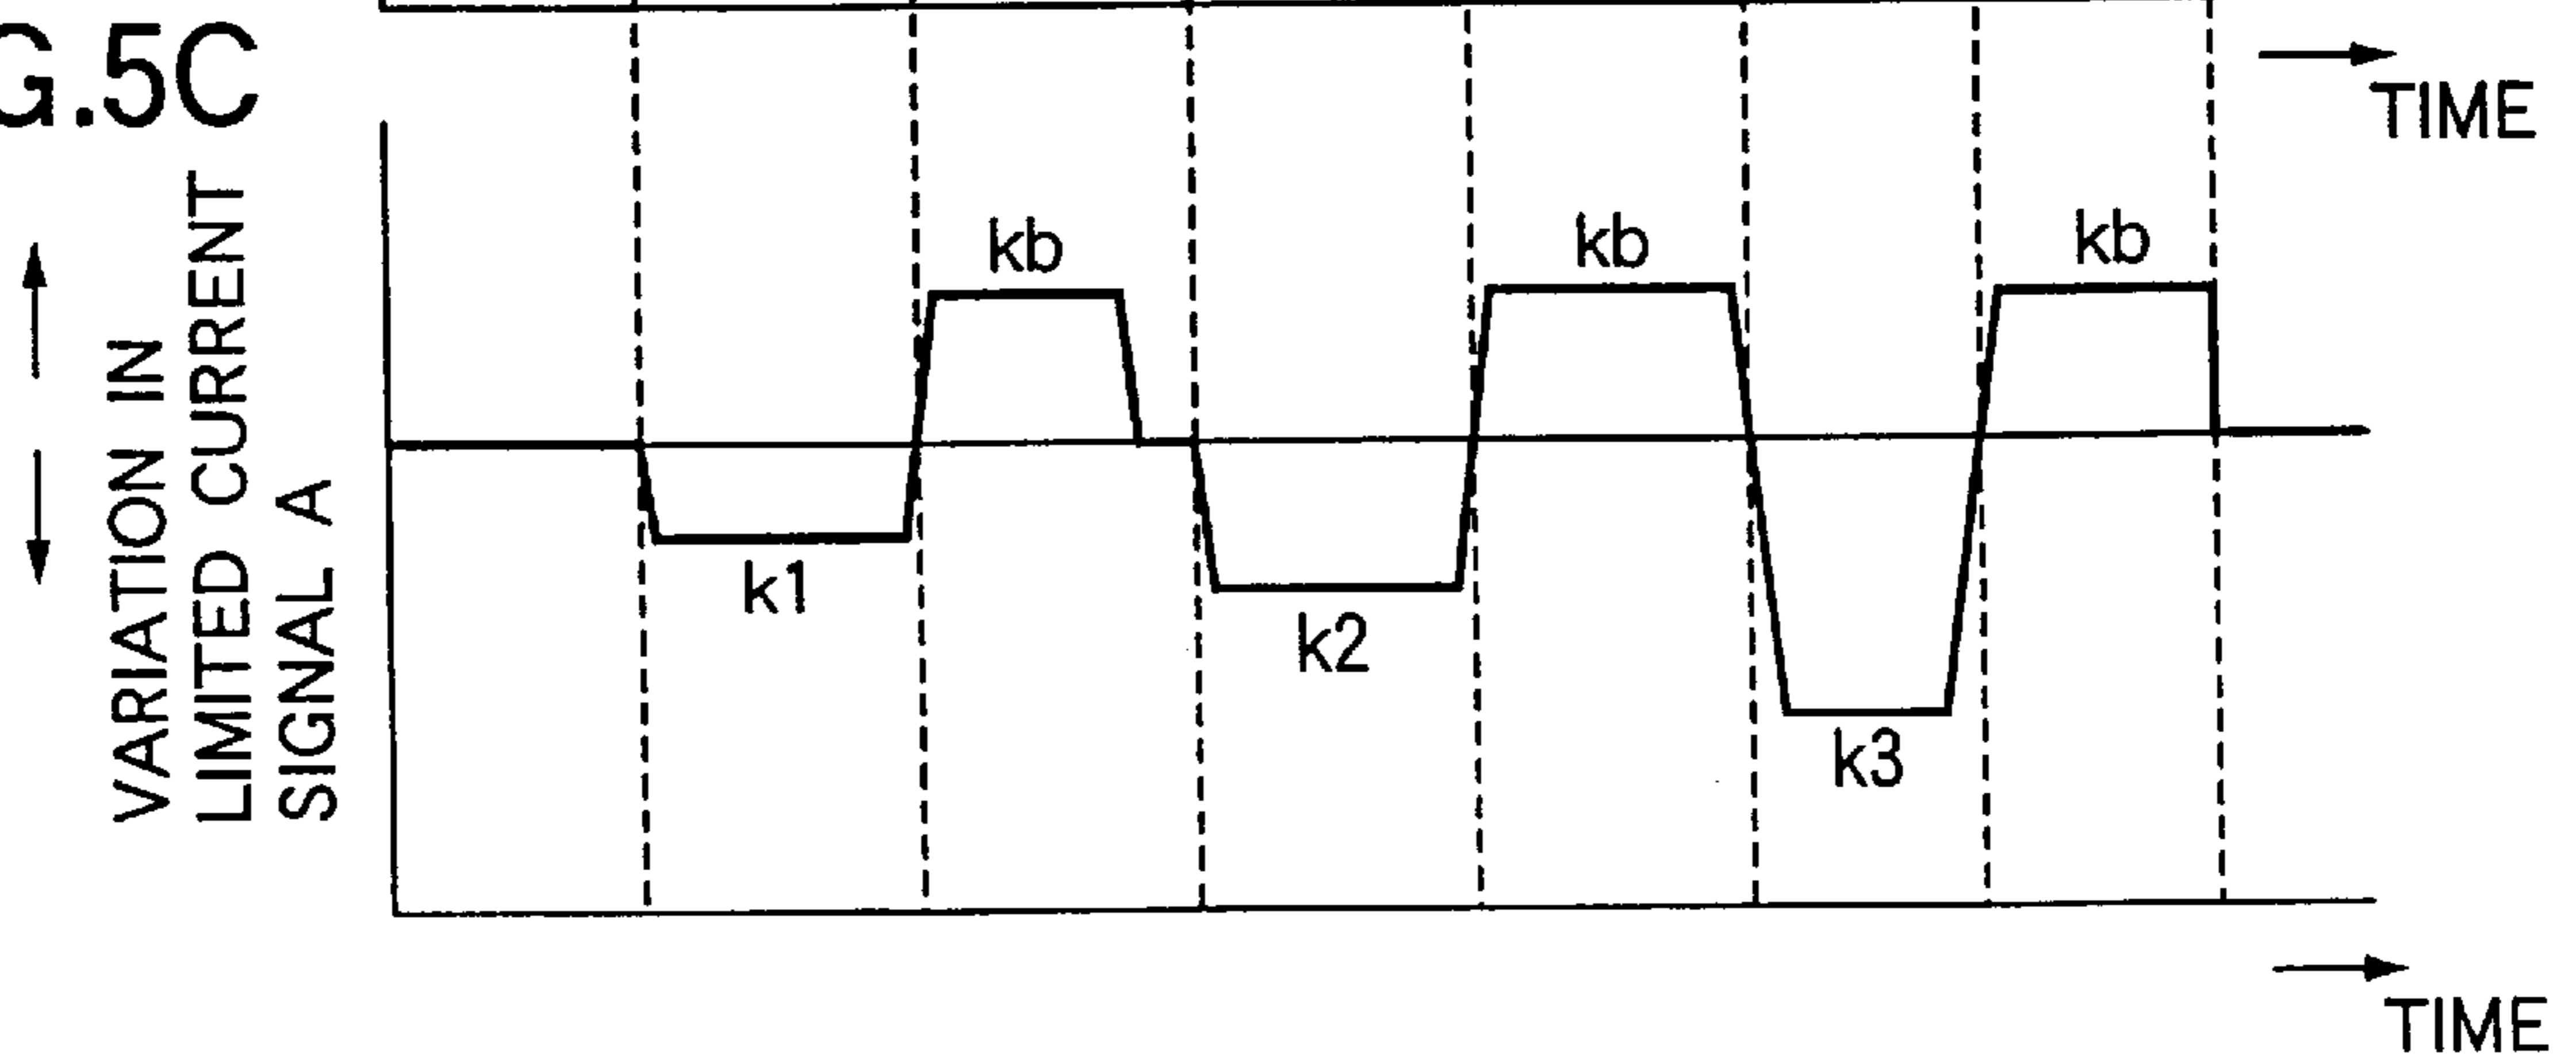 G.5C
TIME
VARIATION IN
LIMITED CURRENT
SIGNAL A
kb
kb
kb
k1
k2
k3
TIME